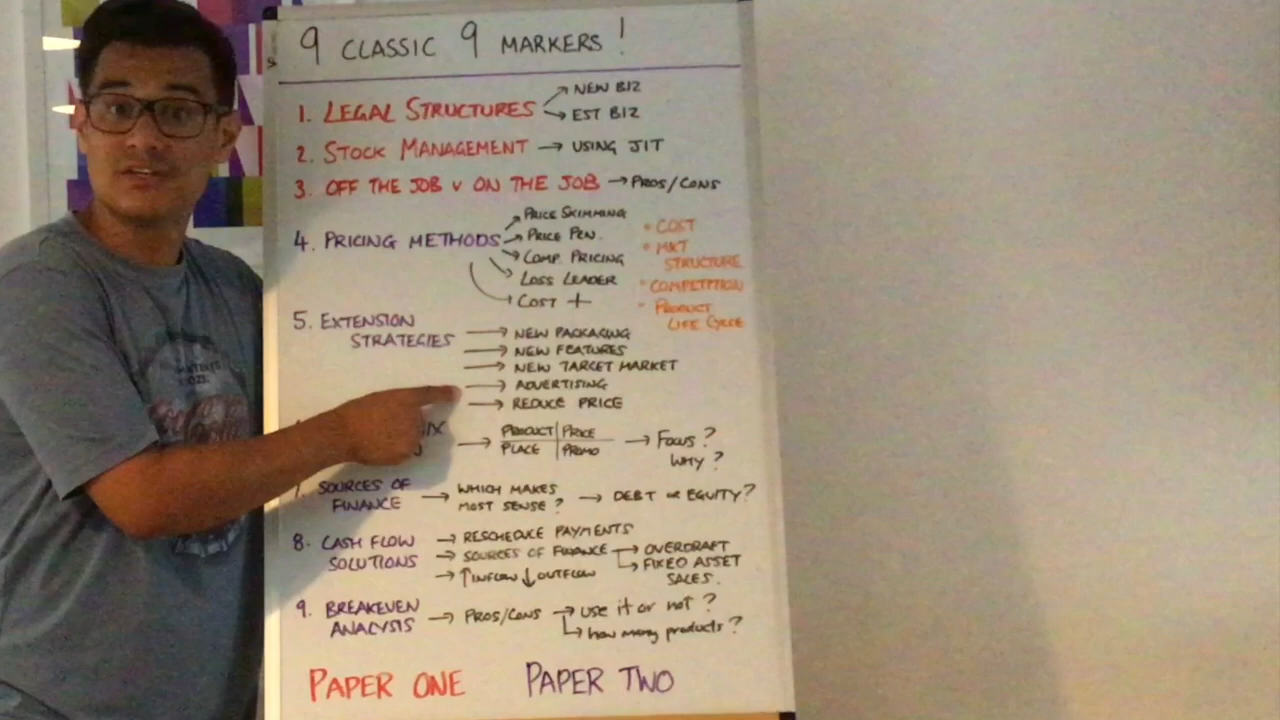 9 CLASSIC 9 MARKERS!
1. LEGAL STRUCTURES → NEW BIZ
→ EST BIZ
2. STOCK MANAGEMENT → USING JIT
3. OFF THE JOB V ON THE JOB → PROS/CONS
4. PRICING METHODS → PRICE SKIMMING
→ PRICE PEN.
→ COMP. PRICING
→ LOSS LEADER
→ COST +
• COST
• MKT
STRUCTURE
• COMPETITION
• PRODUCT
LIFE CYCLE
5. EXTENSION
STRATEGIES → NEW PACKAGING
→ NEW FEATURES
→ NEW TARGET MARKET
→ ADVERTISING
→ REDUCE PRICE
→ PRODUCT | PRICE
PLACE | PROMO
→ FOCUS?
WHY?
SOURCES OF
FINANCE → WHICH MAKES
MOST SENSE? → DEBT OR EQUITY?
8. CASH FLOW
SOLUTIONS → RESCHEDULE PAYMENTS
→ SOURCES OF FINANCE → OVERDRAFT
→ FIXED ASSET
SALES.
→ ↑INFLOW ↓OUTFLOW
9. BREAKEVEN
ANALYSIS → PROS/CONS → use it or not?
→ how many products?
PAPER ONE PAPER TWO